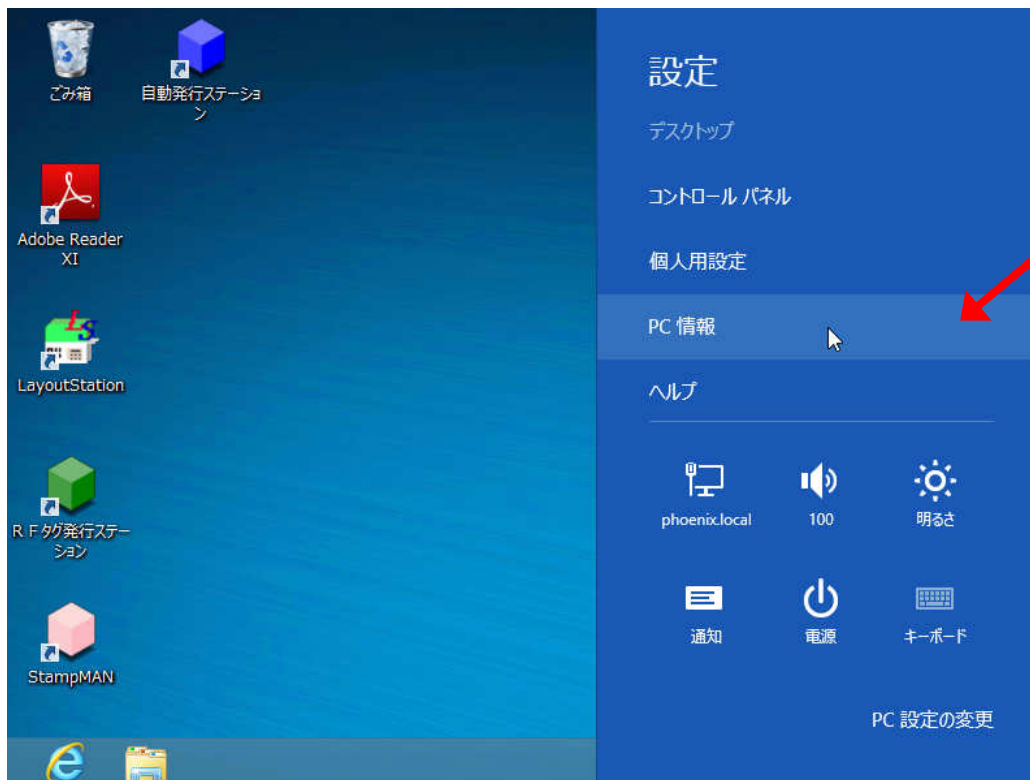 ごみ箱
自動発行ステーショ
ン
Adobe Reader
XI
LayoutStation
ＲＦタグ発行ステー
ション
StampMAN
設定
デスクトップ
コントロール パネル
個人用設定
PC 情報
ヘルプ
phoenix.local
100
明るさ
通知
電源
キーボード
PC 設定の変更